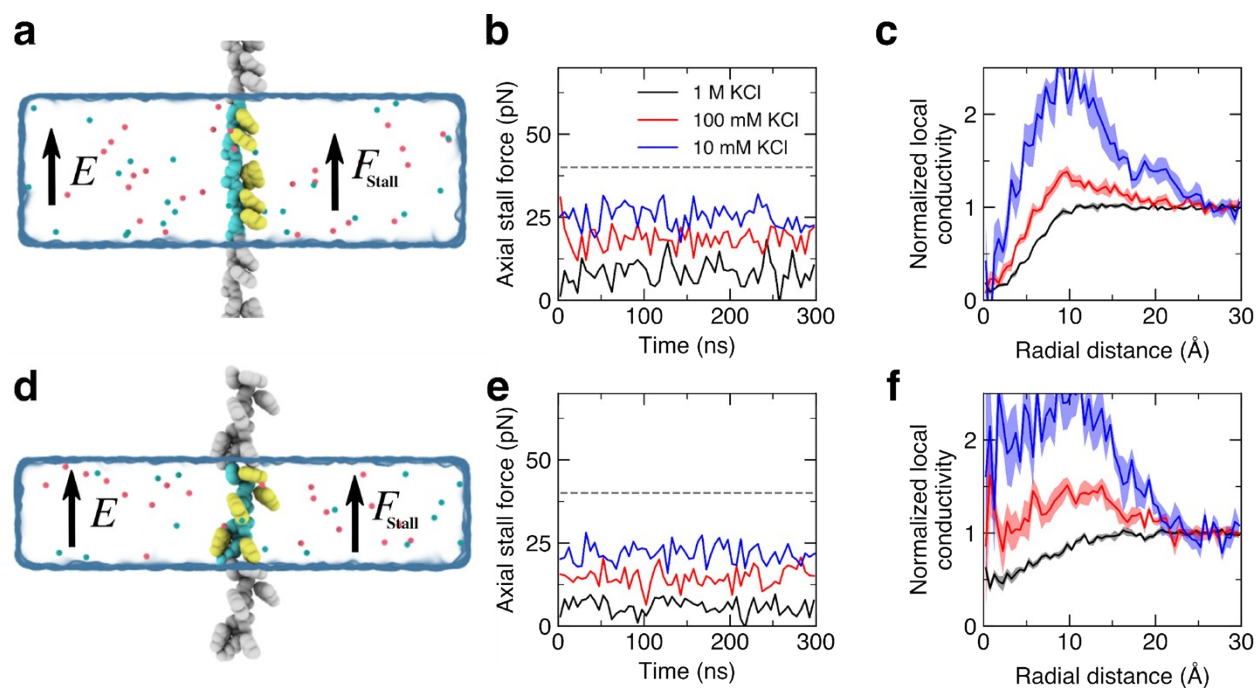 a
E
F
Stall
b
Axial stall force (pN)
50
25
0
1 M KCl
100 mM KCl
10 mM KCl
0 100 200 300
Time (ns)
c
Normalized local
conductivity
2
1
0
0 10 20 30
Radial distance (Å)
d
E
F
Stall
e
Axial stall force (pN)
50
25
0
0 100 200 300
Time (ns)
f
Normalized local
conductivity
2
1
0
0 10 20 30
Radial distance (Å)